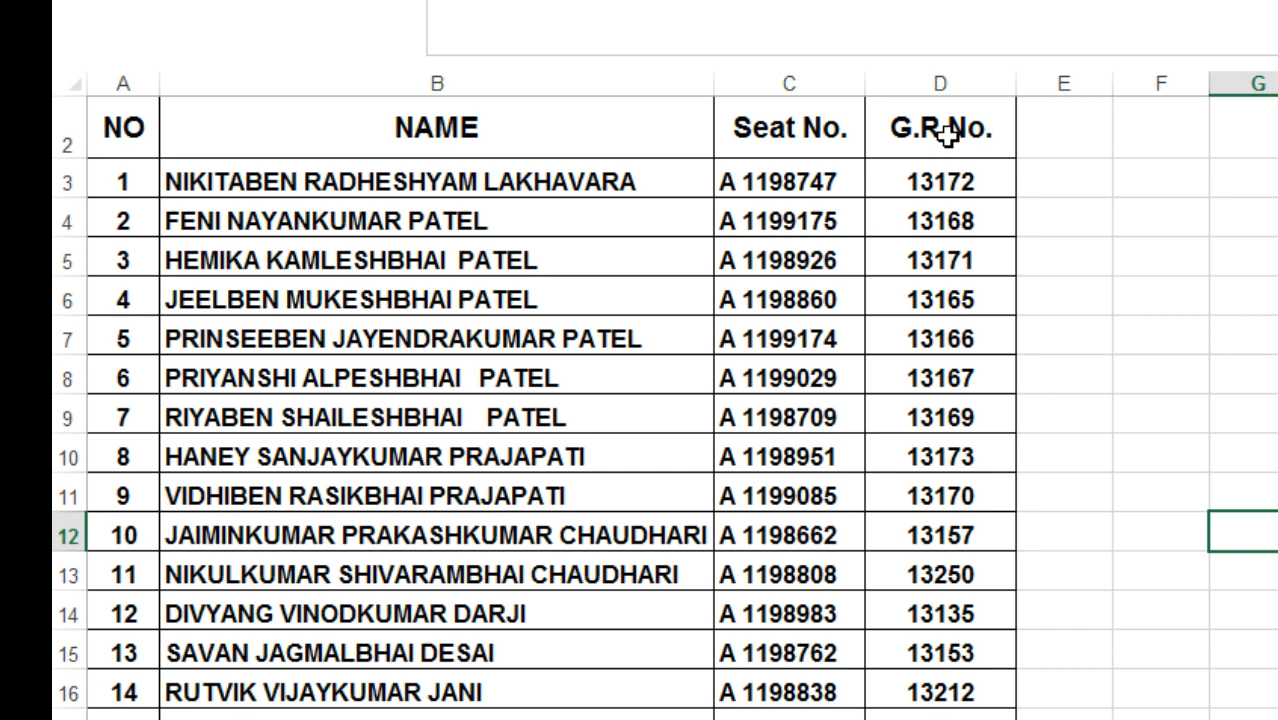 A B C D E F G
2 NO NAME Seat No. G.R.No.
3 1 NIKITABEN RADHESHYAM LAKHAVARA A 1198747 13172
4 2 FENI NAYANKUMAR PATEL A 1199175 13168
5 3 HEMIKA KAMLESHBHAI  PATEL A 1198926 13171
6 4 JEELBEN MUKESHBHAI PATEL A 1198860 13165
7 5 PRINSEEBEN JAYENDRAKUMAR PATEL A 1199174 13166
8 6 PRIYANSHI ALPESHBHAI   PATEL A 1199029 13167
9 7 RIYABEN SHAILESHBHAI    PATEL A 1198709 13169
10 8 HANEY SANJAYKUMAR PRAJAPATI A 1198951 13173
11 9 VIDHIBEN RASIKBHAI PRAJAPATI A 1199085 13170
12 10 JAIMINKUMAR PRAKASHKUMAR CHAUDHARI A 1198662 13157
13 11 NIKULKUMAR SHIVARAMBHAI CHAUDHARI A 1198808 13250
14 12 DIVYANG VINODKUMAR DARJI A 1198983 13135
15 13 SAVAN JAGMALBHAI DESAI A 1198762 13153
16 14 RUTVIK VIJAYKUMAR JANI A 1198838 13212